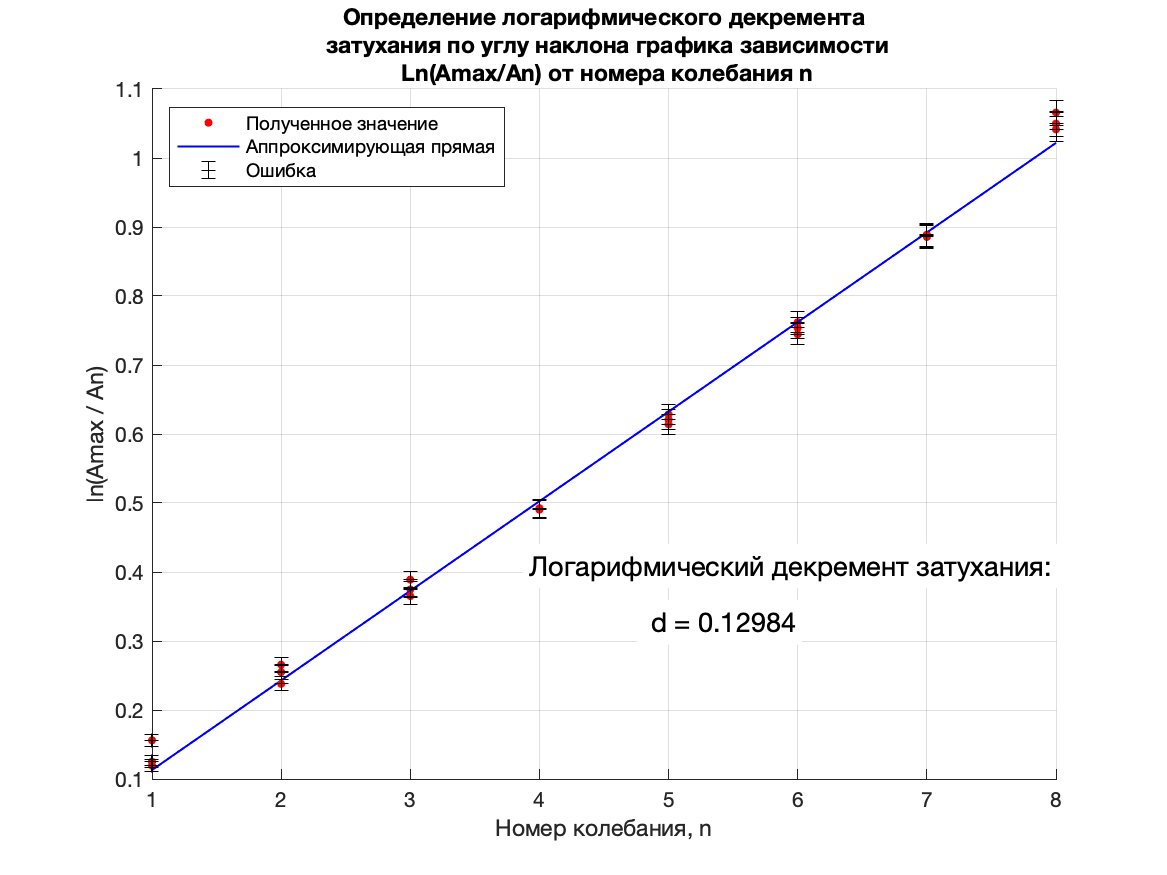 Определение логарифмического декремента
затухания по углу наклона графика зависимости
Ln(Amax/An) от номера колебания n
Полученное значение
Аппроксимирующая прямая
Ошибка
1.1
1
0.9
0.8
0.7
0.6
0.5
0.4
0.3
0.2
0.1
ln(Amax / An)
Логарифмический декремент затухания:
d = 0.12984
1 2 3 4 5 6 7 8
Номер колебания, n